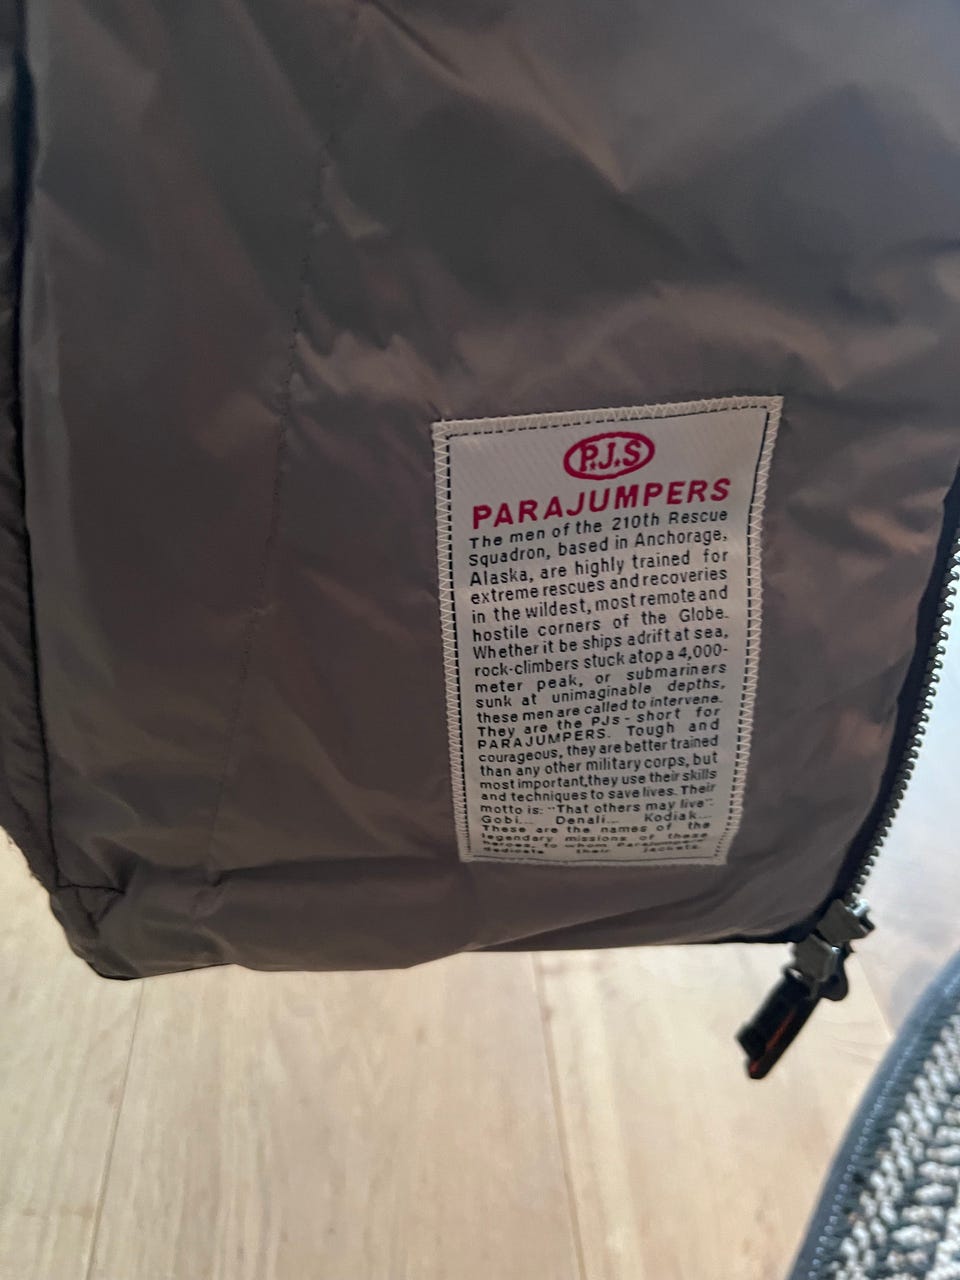 P.J.S
PARAJUMPERS
The men of the 210th Rescue
Squadron, based in Anchorage,
Alaska, are highly trained for
extreme rescues and recoveries
in the wildest, most remote and
hostile corners of the Globe.
Whether it be ships adrift at sea,
rock-climbers stuck atop a 4,000-
meter peak, or submariners
sunk at unimaginable depths,
these men are called to intervene.
They are the PJs - short for
PARAJUMPERS. Tough and
courageous, they are better trained
than any other military corps, but
most important,they use their skills
and techniques to save lives. Their
motto is: "That others may live".
Gobi... Denali... Kodiak...
These are the names of the
legendary missions of these
heroes, to whom Parajumpers
dedicate their jackets.